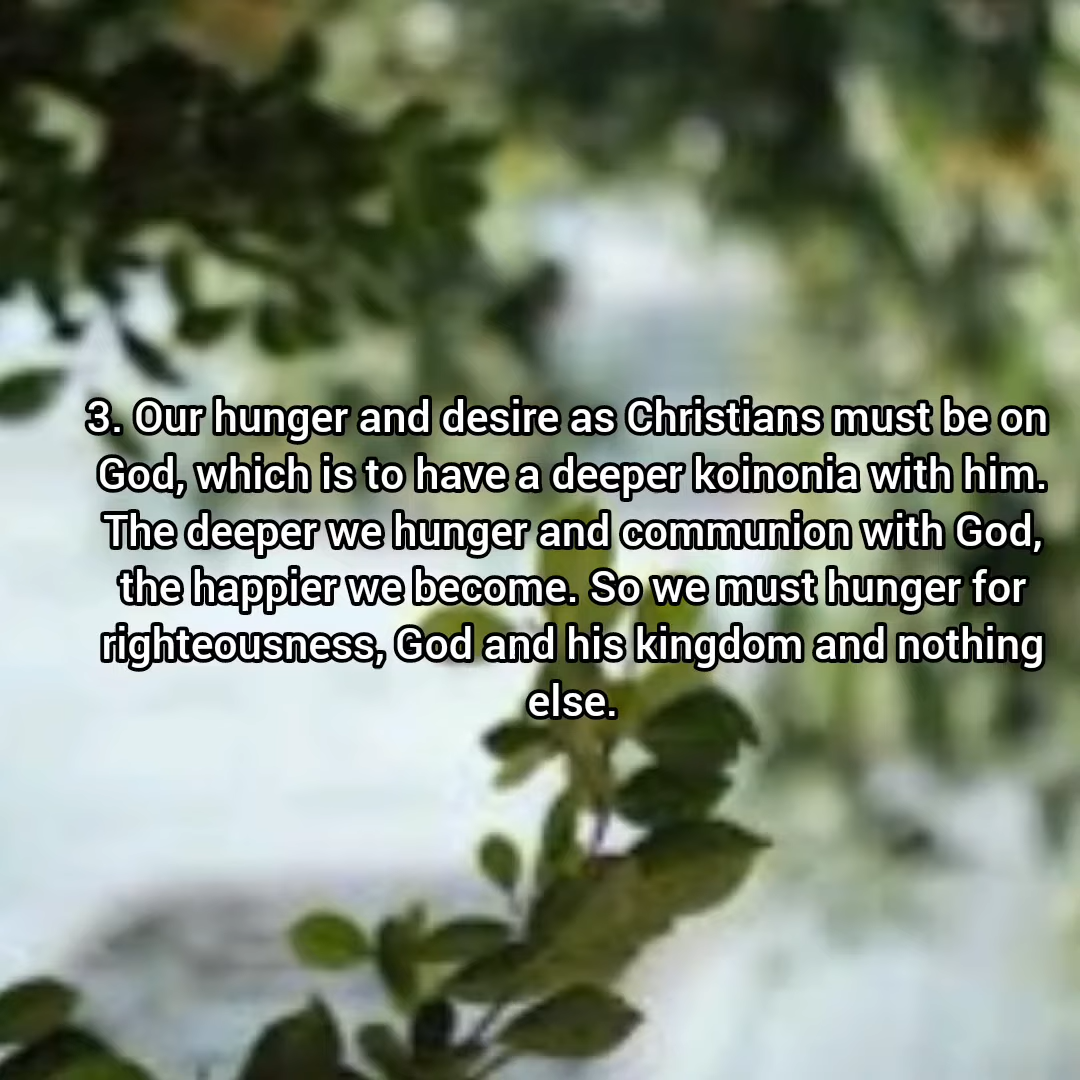 3. Our hunger and desire as Christians must be on
God, which is to have a deeper koinonia with him.
The deeper we hunger and communion with God,
the happier we become. So we must hunger for
righteousness, God and his kingdom and nothing
else.